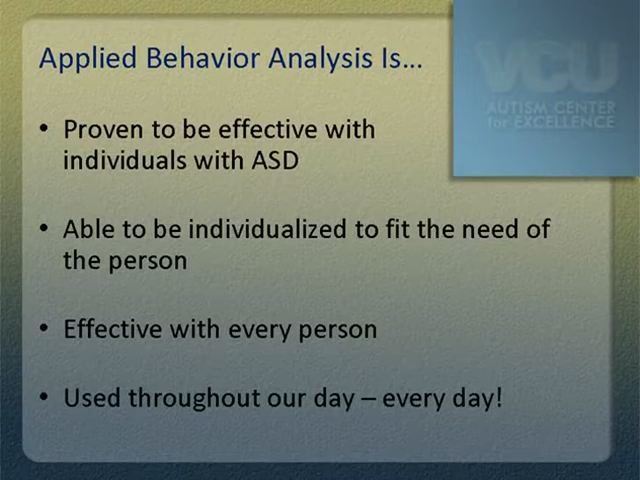 Applied Behavior Analysis Is...
VCU
AUTISM CENTER
for EXCELLENCE
• Proven to be effective with
individuals with ASD
• Able to be individualized to fit the need of
the person
• Effective with every person
• Used throughout our day – every day!